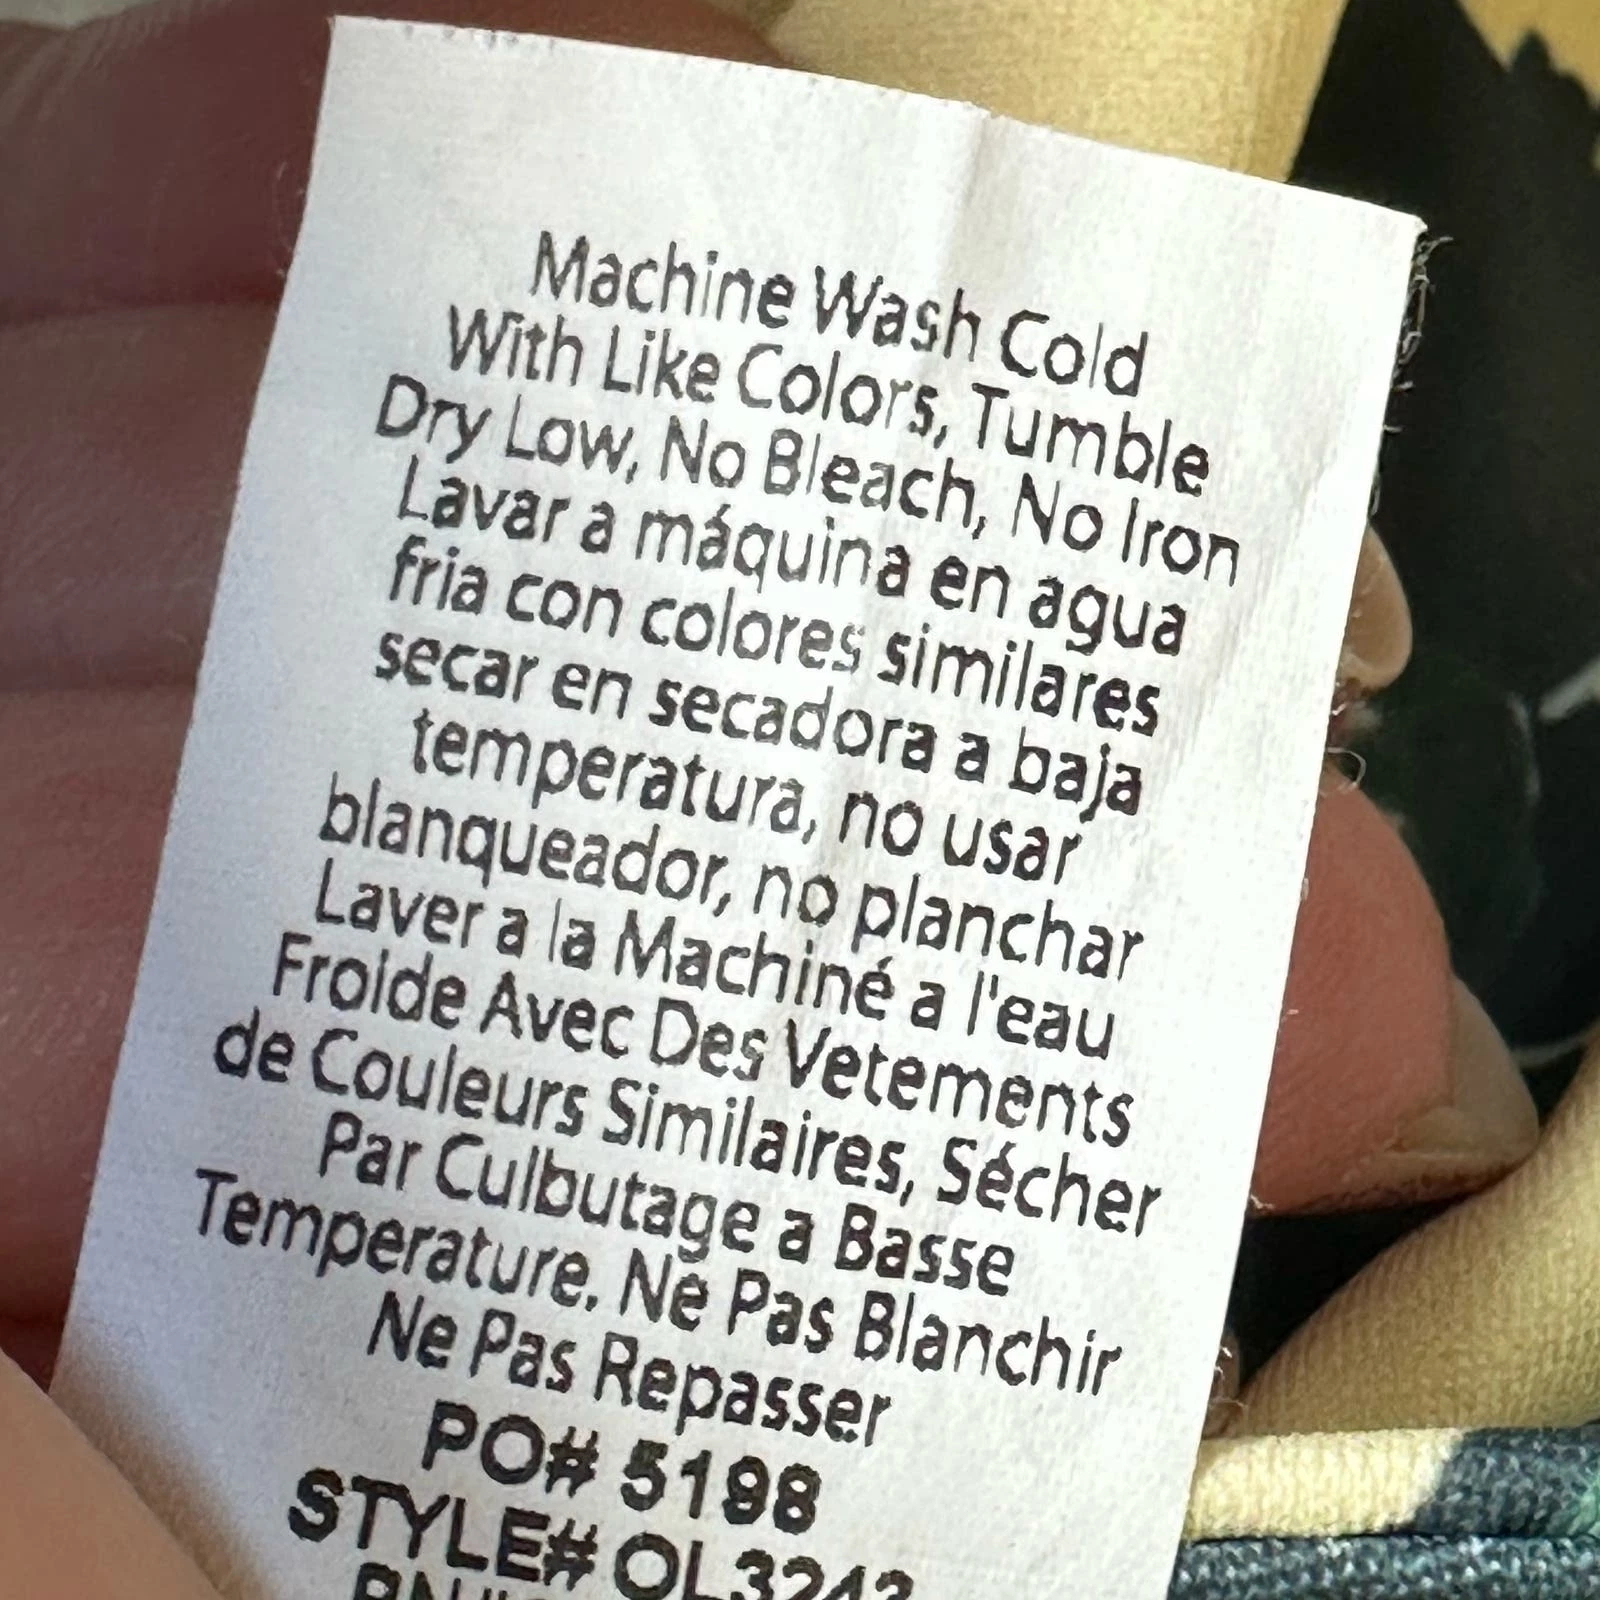 Machine Wash Cold
With Like Colors, Tumble
Dry Low, No Bleach, No Iron
Lavar a máquina en agua
fria con colores similares
secar en secadora a baja
temperatura, no usar
blanqueador, no planchar
Laver a la Machiné a l'eau
Froide Avec Des Vetements
de Couleurs Similaires, Sécher
Par Culbutage a Basse
Temperature. Ne Pas Blanchir
Ne Pas Repasser
PO# 5198
STYLE# OL3242